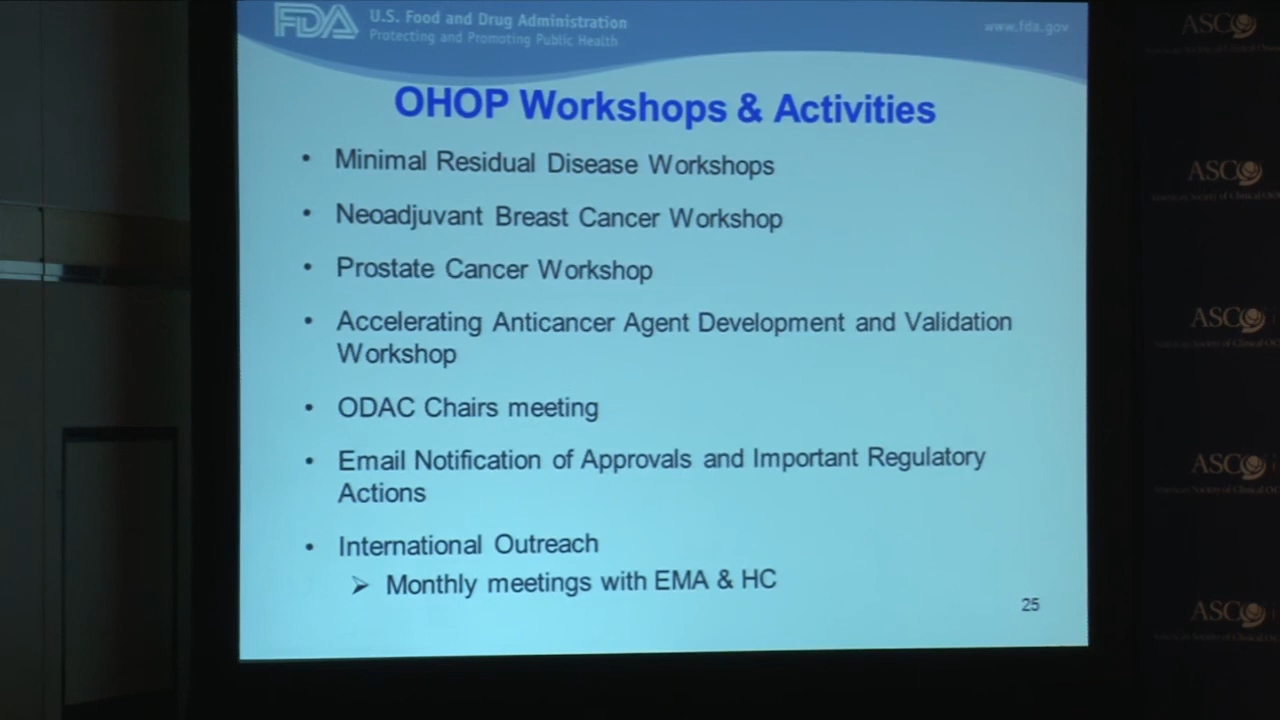 FDA U.S. Food and Drug Administration
Protecting and Promoting Public Health
www.fda.gov
OHOP Workshops & Activities
• Minimal Residual Disease Workshops
• Neoadjuvant Breast Cancer Workshop
• Prostate Cancer Workshop
• Accelerating Anticancer Agent Development and Validation
Workshop
• ODAC Chairs meeting
• Email Notification of Approvals and Important Regulatory
Actions
• International Outreach
➢ Monthly meetings with EMA & HC
25
ASCO
ASCO
ASCO
ASCO
ASCO